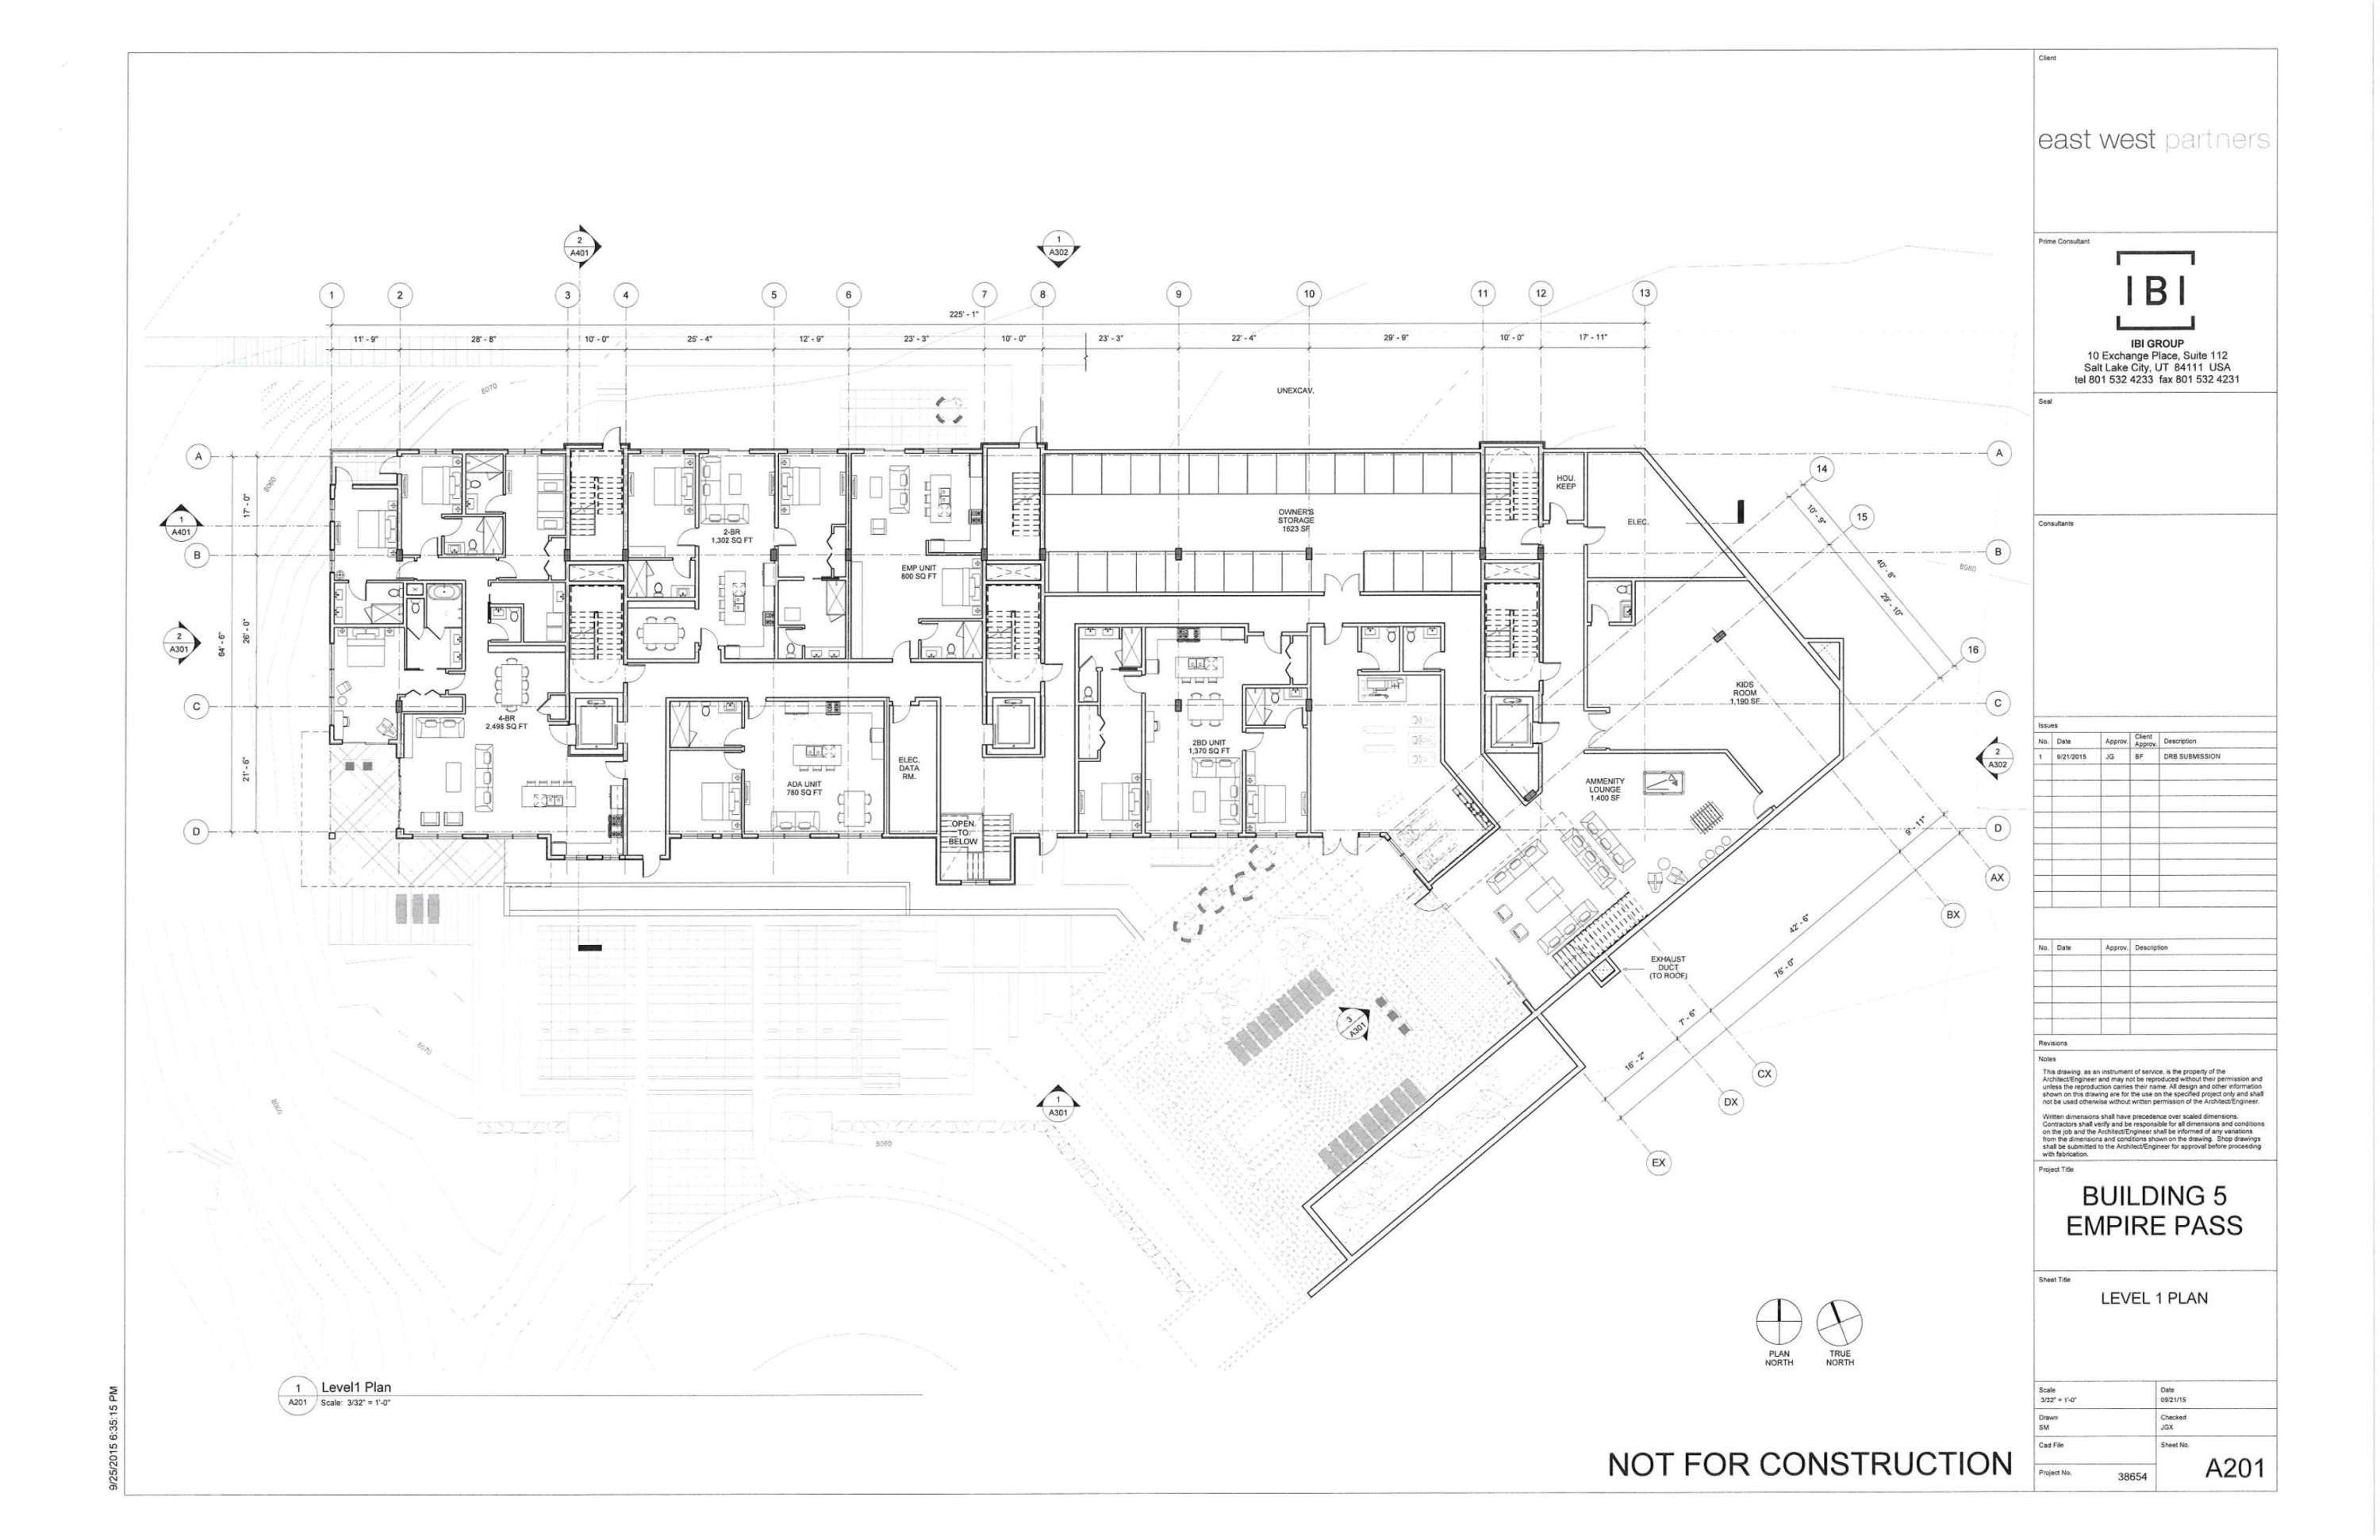 Client
east west partners
Prime Consultant
IBI
IBI GROUP
10 Exchange Place, Suite 112
Salt Lake City, UT 84111 USA
tel 801 532 4233 fax 801 532 4231
Seal
Consultants
Issues
No. Date Approv. Client Approv. Description
1 9/21/2015 JG BF DRB SUBMISSION
No. Date Approv. Description
Revisions
Notes
This drawing, as an instrument of service, is the property of the
Architect/Engineer and may not be reproduced without their permission and
unless the reproduction carries their name. All design and other information
shown on this drawing are for the use on the specified project only and shall
not be used otherwise without written permission of the Architect/Engineer.
Written dimensions shall have precedence over scaled dimensions.
Contractors shall verify and be responsible for all dimensions and conditions
on the job and the Architect/Engineer shall be informed of any variations
from the dimensions and conditions shown on the drawing. Shop drawings
shall be submitted to the Architect/Engineer for approval before proceeding
with fabrication.
Project Title
BUILDING 5
EMPIRE PASS
Sheet Title
LEVEL 1 PLAN
Scale
3/32" = 1'-0"
Date
09/21/15
Drawn
SM
Checked
JGX
Cad File
Sheet No.
A201
Project No.
38654
2
A401
1
A302
1 2 3 4 5 6 7 8 9 10 11 12 13
225' - 1"
11' - 9" 28' - 8" 10' - 0" 25' - 4" 12' - 9" 23' - 3" 10' - 0" 23' - 3" 22' - 4" 29' - 9" 10' - 0" 17' - 11"
UNEXCAV.
8070
8060
A
A
14
15
16
10' - 9"
40' - 8"
29' - 10"
8080
1
A401
B
B
2
A301
C
C
D
D
17' - 0"
64' - 6"
26' - 0"
21' - 6"
HOU.
KEEP
ELEC.
OWNER'S
STORAGE
1623 SF
2-BR
1,302 SQ FT
EMP UNIT
800 SQ FT
KIDS
ROOM
1,190 SF
4-BR
2,498 SQ FT
2BD UNIT
1,370 SQ FT
ELEC.
DATA
RM.
ADA UNIT
780 SQ FT
AMMENITY
LOUNGE
1,400 SF
OPEN
TO
BELOW
2
A302
AX
BX
CX
DX
EX
9' - 11"
42' - 6"
76' - 0"
7' - 6"
16' - 2"
EXHAUST
DUCT
(TO ROOF)
3
A301
8070
8060
8060
1
A301
PLAN
NORTH
TRUE
NORTH
1
A201
Level1 Plan
Scale: 3/32" = 1'-0"
NOT FOR CONSTRUCTION
9/25/2015 6:35:15 PM